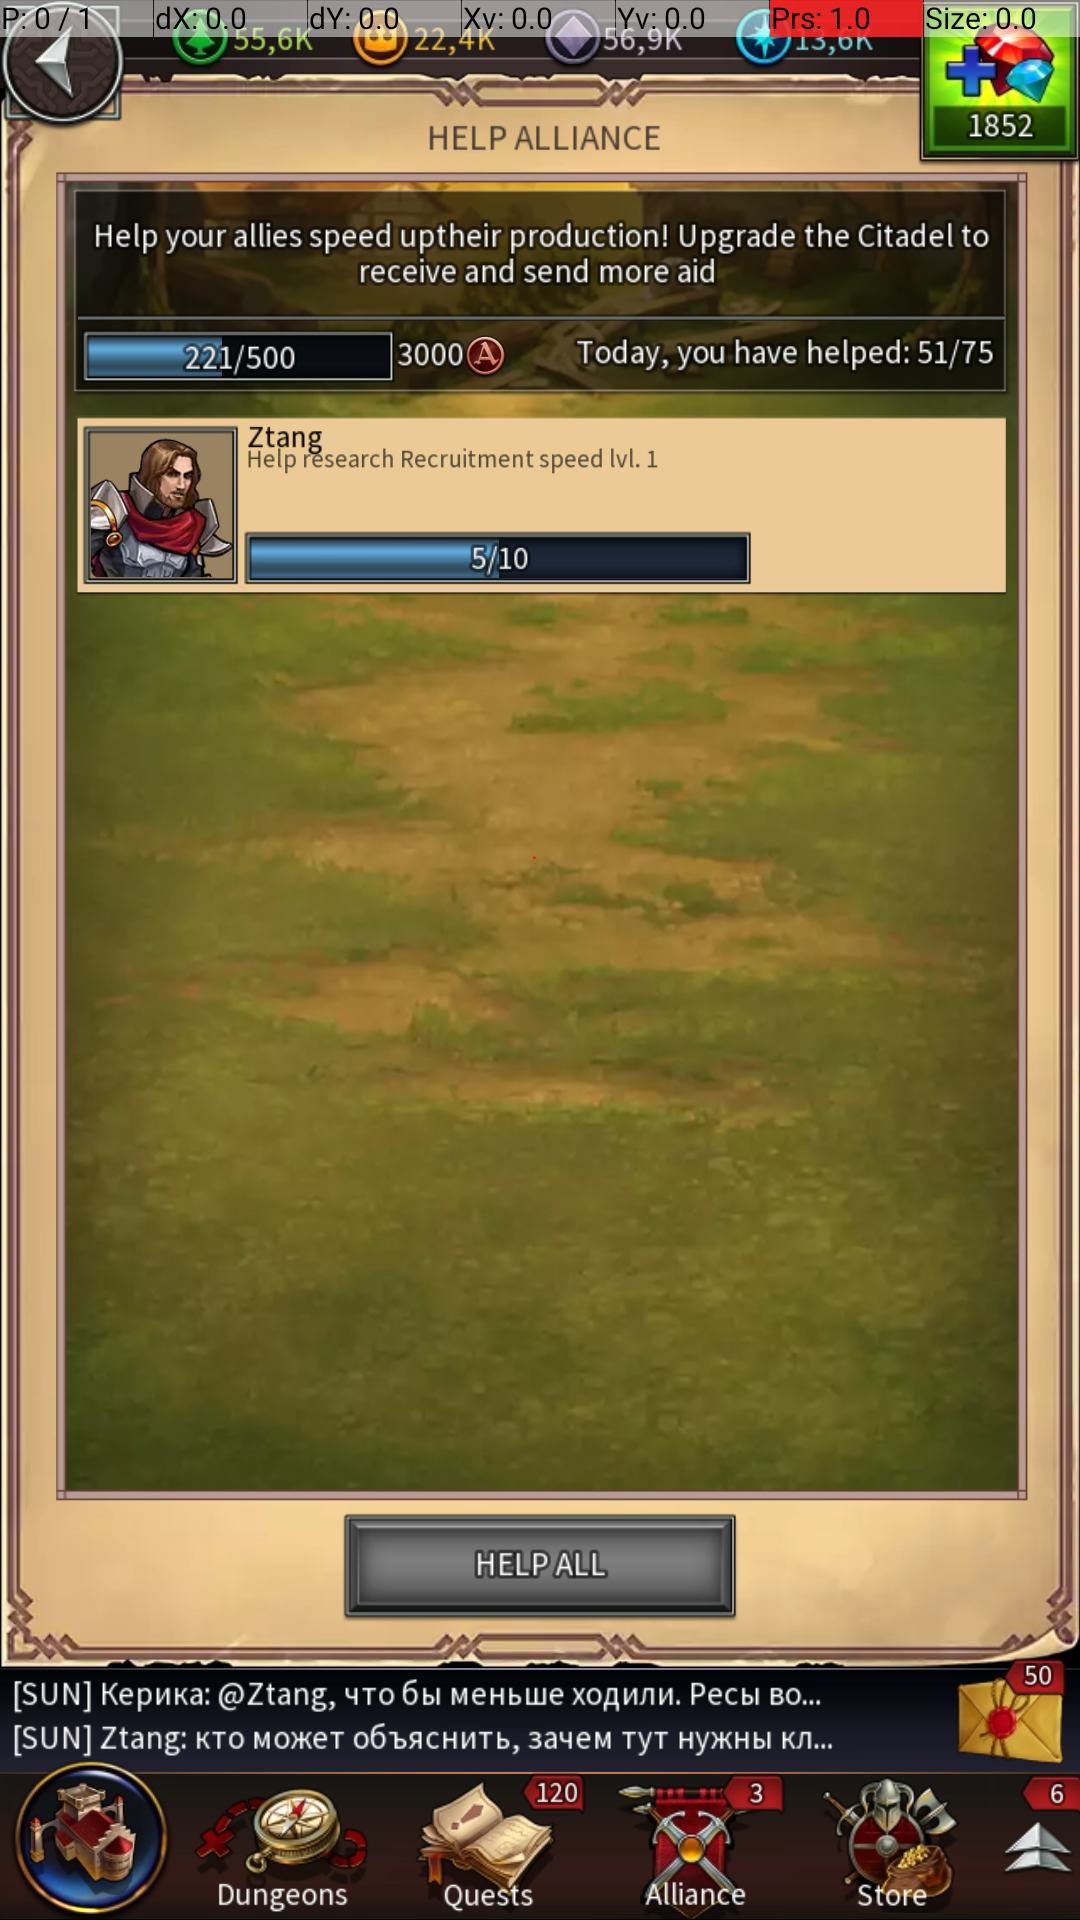 P: 0 / 1 dX: 0.0 dY: 0.0 Xv: 0.0 Yv: 0.0 Prs: 1.0 Size: 0.0
55,6K 22,4K 56,9K 13,6K
1852
HELP ALLIANCE
Help your allies speed uptheir production! Upgrade the Citadel to
receive and send more aid
221/500 3000 Today, you have helped: 51/75
Ztang
Help research Recruitment speed lvl. 1
5/10
HELP ALL
50
[SUN] Керика: @Ztang, что бы меньше ходили. Ресы во...
[SUN] Ztang: кто может объяснить, зачем тут нужны кл...
120 3 6
Dungeons Quests Alliance Store